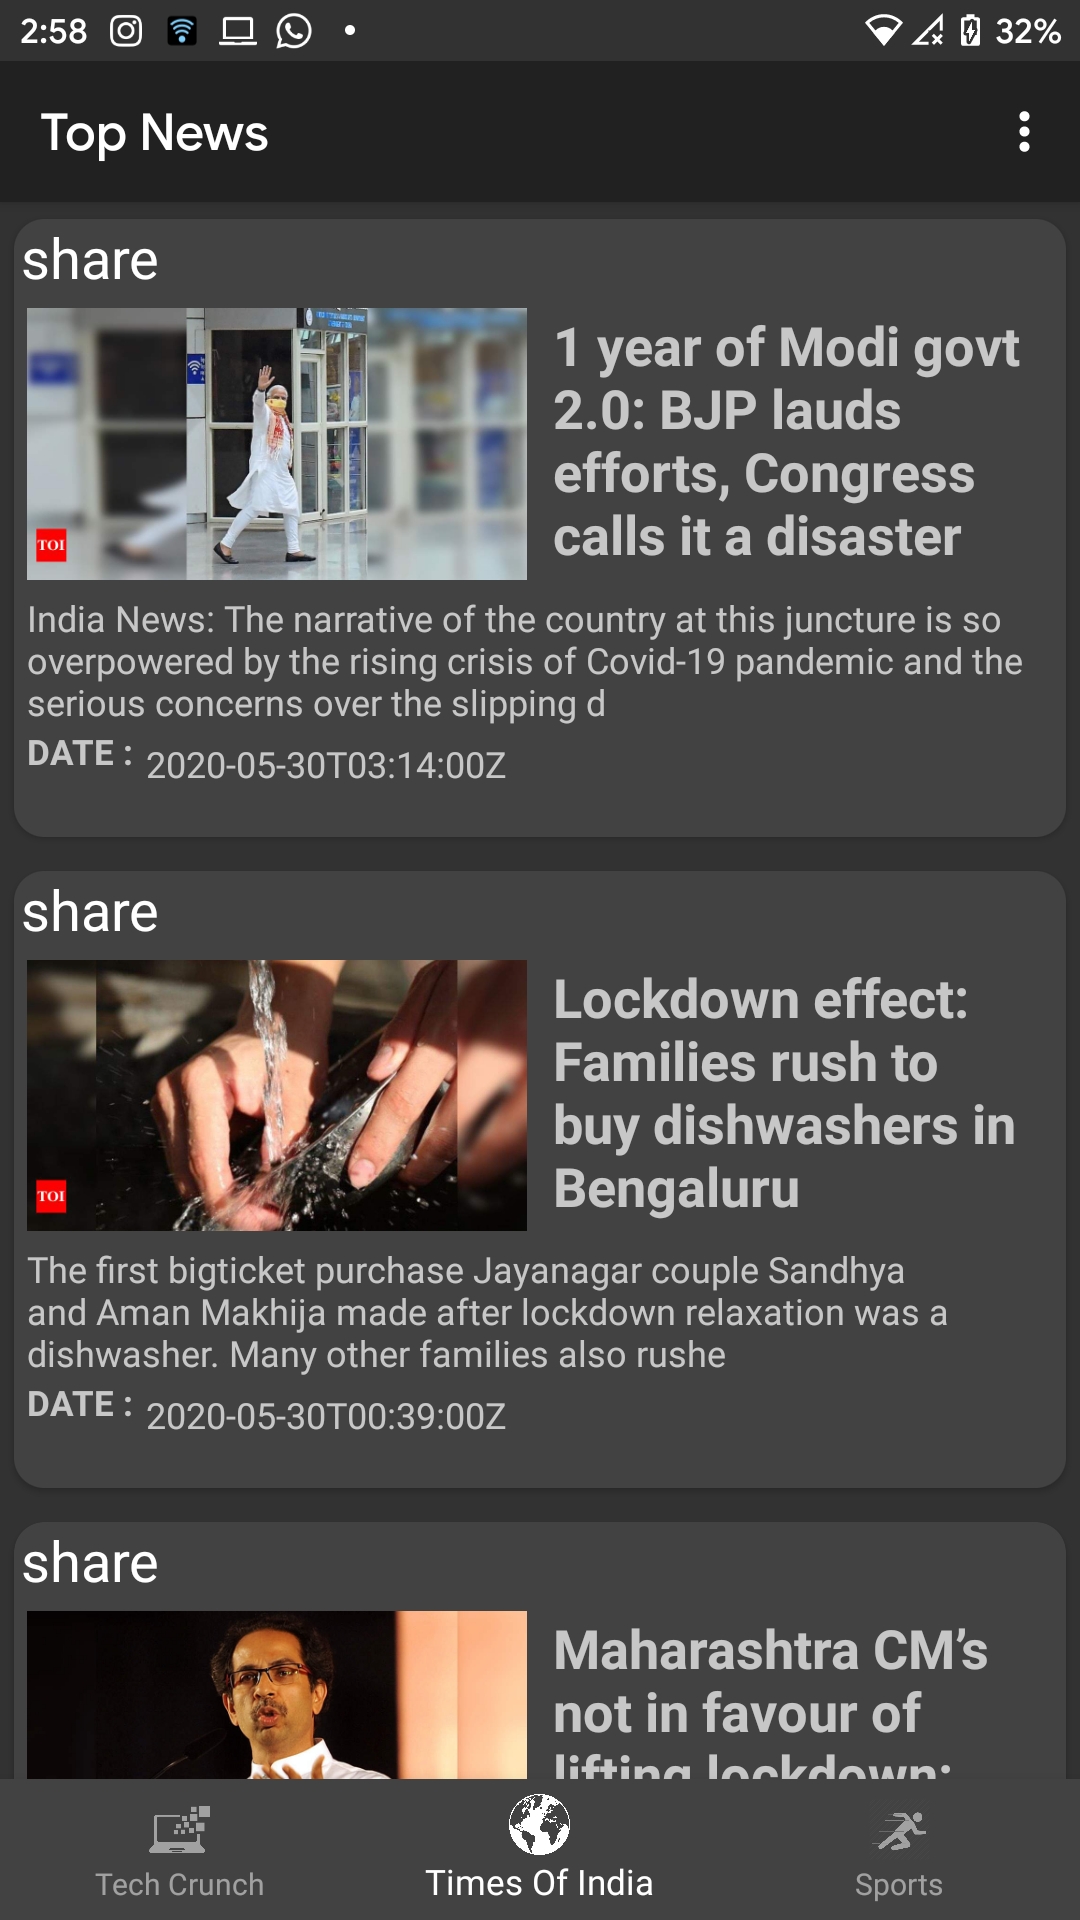 2:58
32%
Top News
share
1 year of Modi govt
2.0: BJP lauds
efforts, Congress
calls it a disaster
TOI
India News: The narrative of the country at this juncture is so
overpowered by the rising crisis of Covid-19 pandemic and the
serious concerns over the slipping d
DATE : 2020-05-30T03:14:00Z
share
Lockdown effect:
Families rush to
buy dishwashers in
Bengaluru
TOI
The first bigticket purchase Jayanagar couple Sandhya
and Aman Makhija made after lockdown relaxation was a
dishwasher. Many other families also rushe
DATE : 2020-05-30T00:39:00Z
share
Maharashtra CM’s
not in favour of
lifting lockdown:
Tech Crunch
Times Of India
Sports